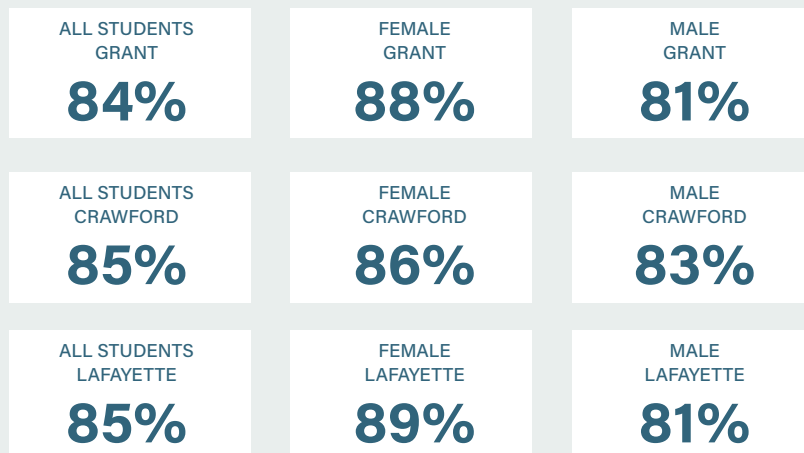 ALL STUDENTS
GRANT
84%
FEMALE
GRANT
88%
MALE
GRANT
81%
ALL STUDENTS
CRAWFORD
85%
FEMALE
CRAWFORD
86%
MALE
CRAWFORD
83%
ALL STUDENTS
LAFAYETTE
85%
FEMALE
LAFAYETTE
89%
MALE
LAFAYETTE
81%